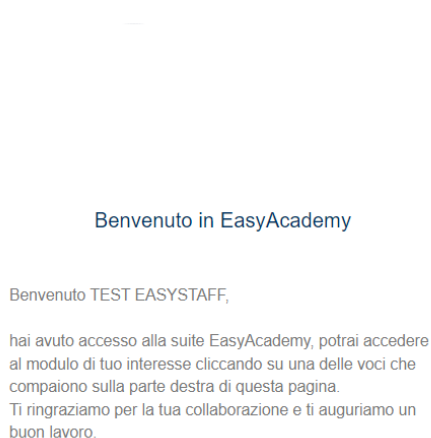 Benvenuto in EasyAcademy
Benvenuto TEST EASYSTAFF,
hai avuto accesso alla suite EasyAcademy, potrai accedere
al modulo di tuo interesse cliccando su una delle voci che
compaiono sulla parte destra di questa pagina.
Ti ringraziamo per la tua collaborazione e ti auguriamo un
buon lavoro.